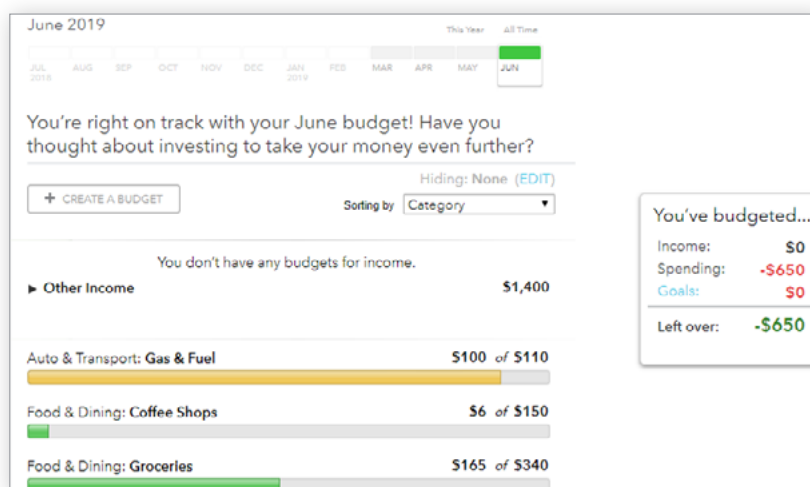 June 2019
This Year All Time
JUL AUG SEP OCT NOV DEC JAN FEB MAR APR MAY JUN
2018 2019
You're right on track with your June budget! Have you
thought about investing to take your money even further?
Hiding: None (EDIT)
+ CREATE A BUDGET
Sorting by Category
You don't have any budgets for income.
Other Income $1,400
Auto & Transport: Gas & Fuel $100 of $110
Food & Dining: Coffee Shops $6 of $150
Food & Dining: Groceries $165 of $340
You've budgeted...
Income: $0
Spending: -$650
Goals: $0
Left over: -$650